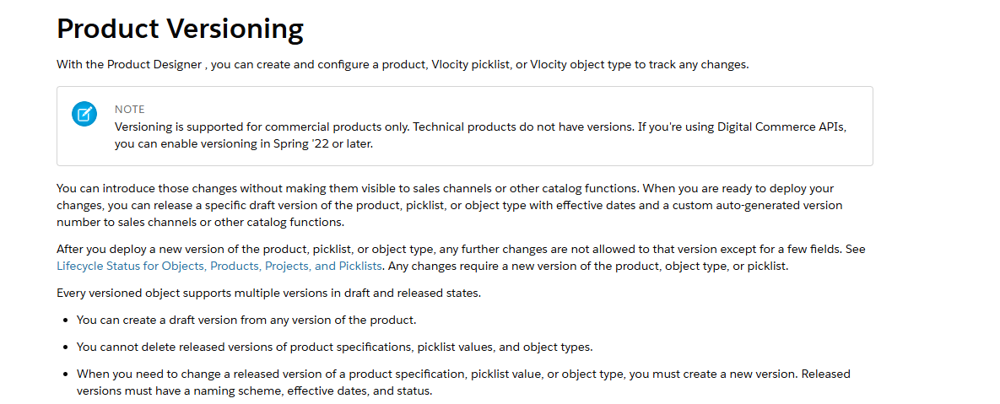 Product Versioning
With the Product Designer , you can create and configure a product, Vlocity picklist, or Vlocity object type to track any changes.
NOTE
Versioning is supported for commercial products only. Technical products do not have versions. If you're using Digital Commerce APIs,
you can enable versioning in Spring '22 or later.
You can introduce those changes without making them visible to sales channels or other catalog functions. When you are ready to deploy your
changes, you can release a specific draft version of the product, picklist, or object type with effective dates and a custom auto-generated version
number to sales channels or other catalog functions.
After you deploy a new version of the product, picklist, or object type, any further changes are not allowed to that version except for a few fields. See
Lifecycle Status for Objects, Products, Projects, and Picklists. Any changes require a new version of the product, object type, or picklist.
Every versioned object supports multiple versions in draft and released states.
• You can create a draft version from any version of the product.
• You cannot delete released versions of product specifications, picklist values, and object types.
• When you need to change a released version of a product specification, picklist value, or object type, you must create a new version. Released
versions must have a naming scheme, effective dates, and status.